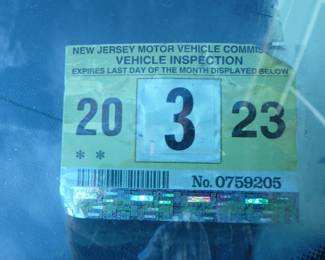 NEW JERSEY MOTOR VEHICLE
VEHICLE INSPECTION
EXPIRES LAST DAY OF THE MONTH DISPLAYED BELOW
20 3 23
* *
No. 0759205